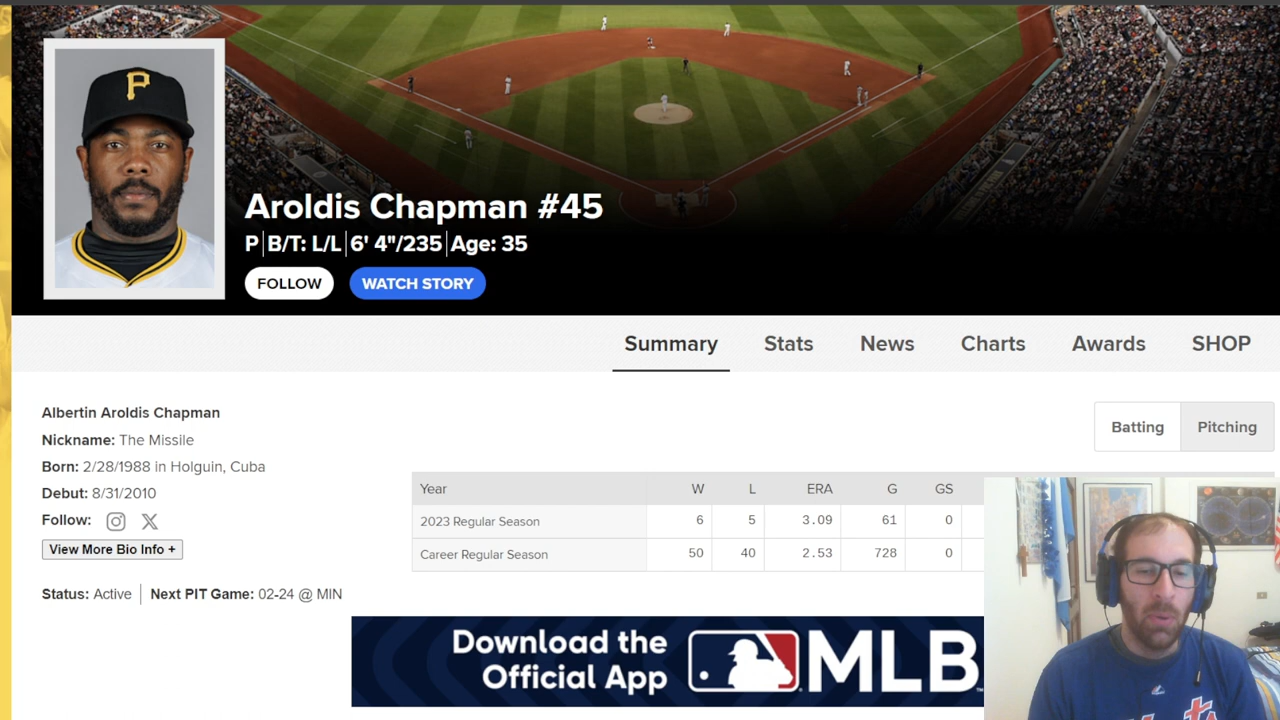 P
Aroldis Chapman #45
P B/T: L/L 6' 4"/235 Age: 35
FOLLOW WATCH STORY
Summary Stats News Charts Awards SHOP
Albertin Aroldis Chapman
Nickname: The Missile
Born: 2/28/1988 in Holguin, Cuba
Debut: 8/31/2010
Follow:
View More Bio Info +
Status: Active Next PIT Game: 02-24 @ MIN
Batting Pitching
Year W L ERA G GS
2023 Regular Season 6 5 3.09 61 0
Career Regular Season 50 40 2.53 728 0
Download the
Official App
MLB